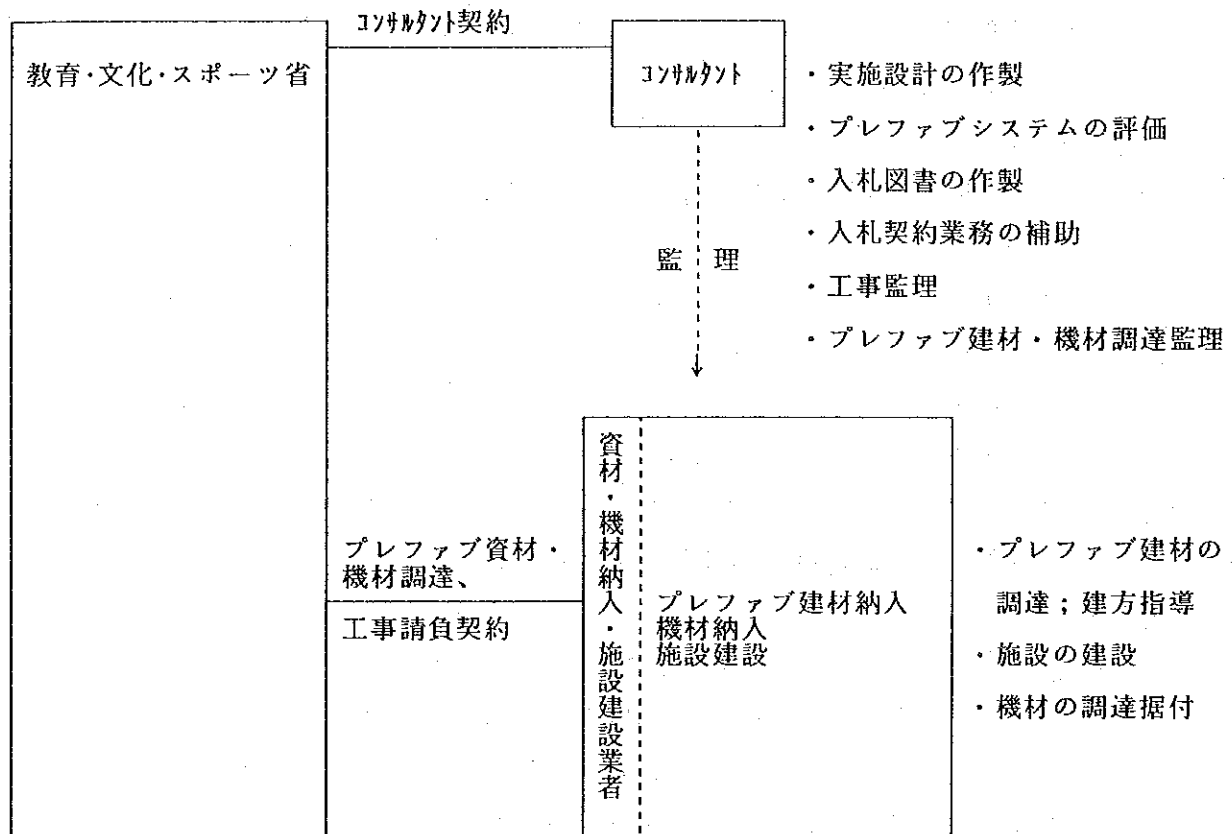 コンサルタント契約
教育・文化・スポーツ省
コンサルタント
・実施設計の作製
・プレファブシステムの評価
・入札図書の作製
・入札契約業務の補助
・工事監理
・プレファブ建材・機材調達監理
監理
資材・機材納入・施設建設業者
プレファブ資材・
機材調達、
工事請負契約
プレファブ建材納入
機材納入
施設建設
・プレファブ建材の
調達；建方指導
・施設の建設
・機材の調達据付